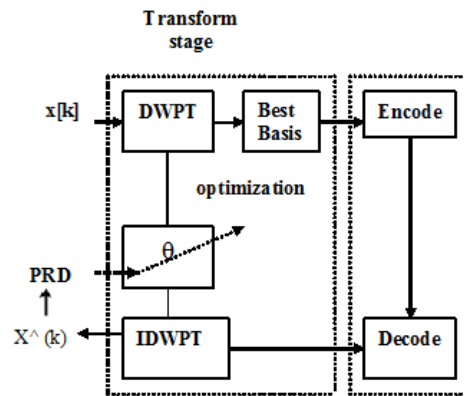 Transform
stage
x[k]
DWPT
Best
Basis
Encode
optimization
θ
PRD
X^ (k)
IDWPT
Decode